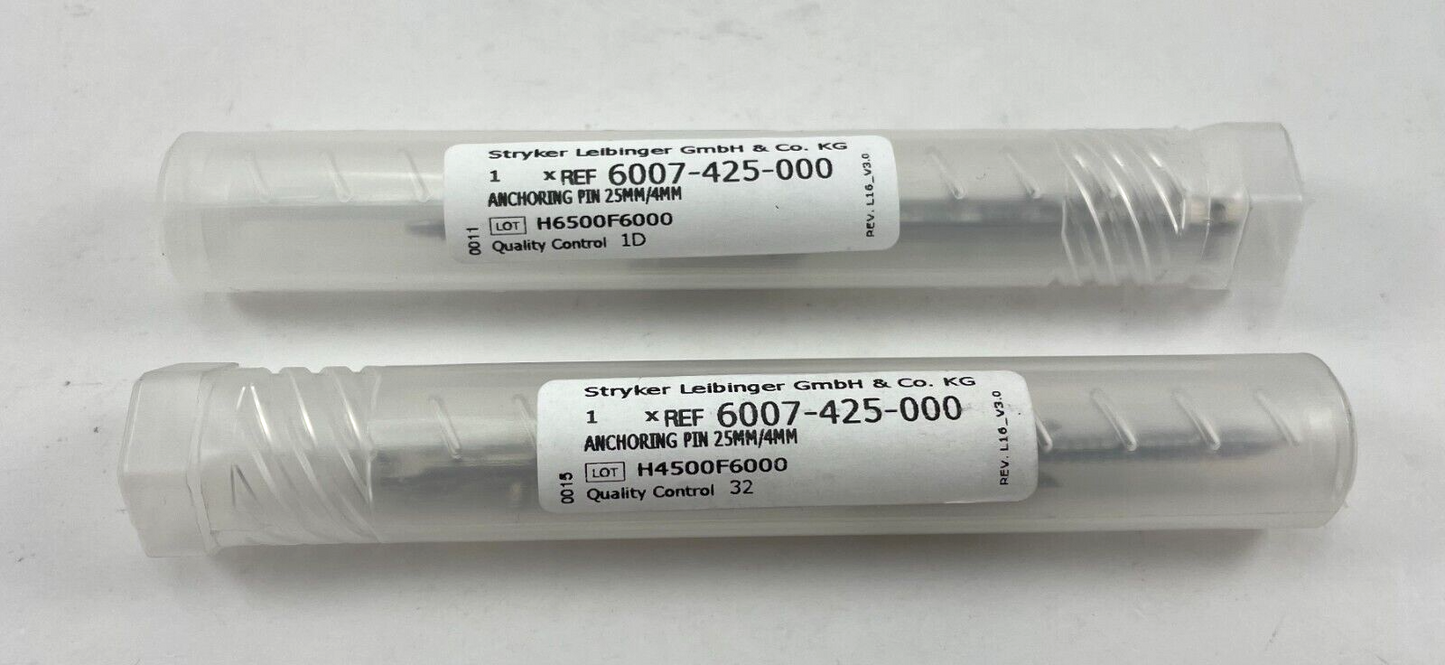 Stryker Leibinger GmbH & Co. KG
1 x REF 6007-425-000
ANCHORING PIN 25MM/4MM
LOT H6500F6000
Quality Control 1D
0011
REV. L16_V3.0
Stryker Leibinger GmbH & Co. KG
1 x REF 6007-425-000
ANCHORING PIN 25MM/4MM
LOT H4500F6000
Quality Control 32
0015
REV. L16_V3.0